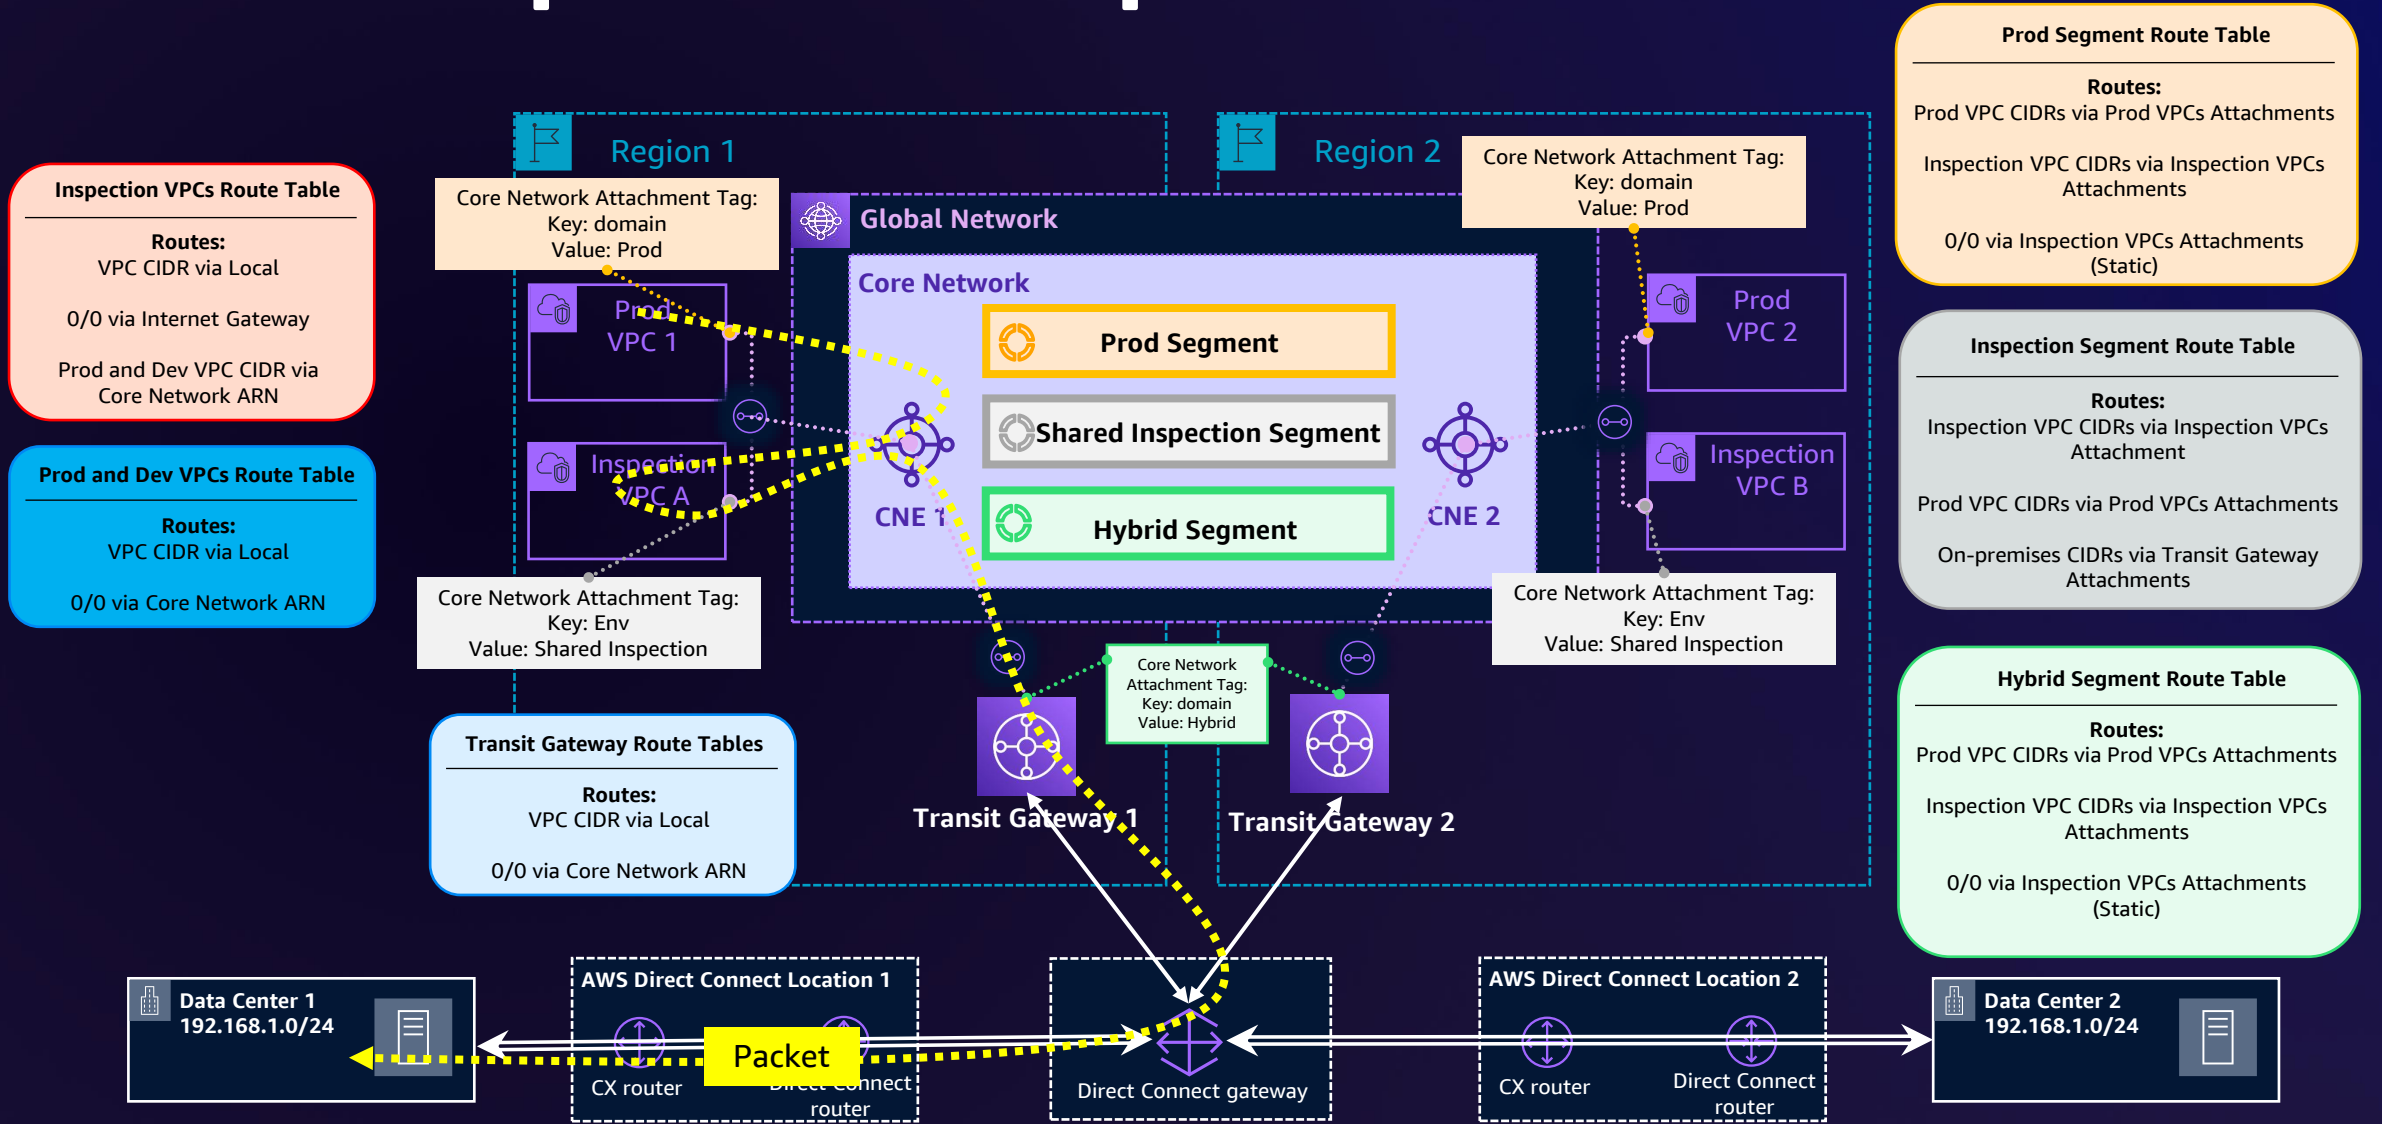 Region 1
Region 2
Prod Segment Route Table
Routes:
Prod VPC CIDRs via Prod VPCs Attachments
Inspection VPC CIDRs via Inspection VPCs
Attachments
0/0 via Inspection VPCs Attachments
(Static)
Core Network Attachment Tag:
Key: domain
Value: Prod
Core Network Attachment Tag:
Key: domain
Value: Prod
Inspection VPCs Route Table
Routes:
VPC CIDR via Local
0/0 via Internet Gateway
Prod and Dev VPC CIDR via
Core Network ARN
Global Network
Core Network
Prod
VPC 1
Prod Segment
Shared Inspection Segment
Hybrid Segment
CNE 1
CNE 2
Prod
VPC 2
Inspection
VPC A
Inspection
VPC B
Inspection Segment Route Table
Routes:
Inspection VPC CIDRs via Inspection VPCs
Attachment
Prod VPC CIDRs via Prod VPCs Attachments
On-premises CIDRs via Transit Gateway
Attachments
Prod and Dev VPCs Route Table
Routes:
VPC CIDR via Local
0/0 via Core Network ARN
Core Network Attachment Tag:
Key: Env
Value: Shared Inspection
Core Network Attachment Tag:
Key: Env
Value: Shared Inspection
Core Network
Attachment Tag:
Key: domain
Value: Hybrid
Hybrid Segment Route Table
Routes:
Prod VPC CIDRs via Prod VPCs Attachments
Inspection VPC CIDRs via Inspection VPCs
Attachments
0/0 via Inspection VPCs Attachments
(Static)
Transit Gateway Route Tables
Routes:
VPC CIDR via Local
0/0 via Core Network ARN
Transit Gateway 1
Transit Gateway 2
Data Center 1
192.168.1.0/24
AWS Direct Connect Location 1
CX router
Packet
Direct Connect
router
Direct Connect gateway
AWS Direct Connect Location 2
CX router
Direct Connect
router
Data Center 2
192.168.1.0/24